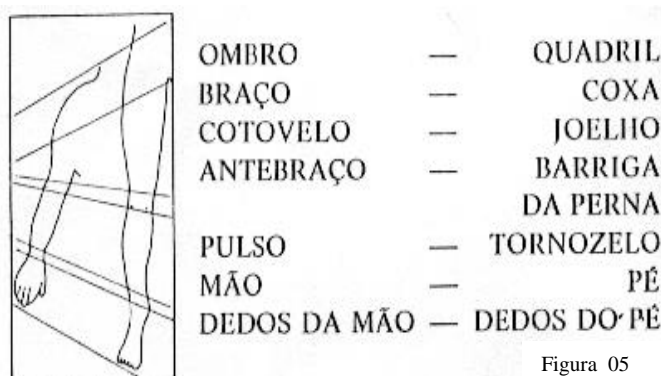 OMBRO — QUADRIL
BRAÇO — COXA
COTOVELO — JOELHO
ANTEBRAÇO — BARRIGA
DA PERNA
PULSO — TORNOZELO
MÃO — PÉ
DEDOS DA MÃO — DEDOS DO PÉ
Figura 05